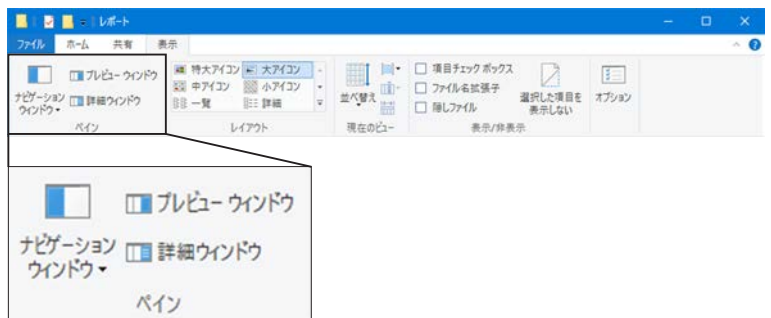 レポート
ファイル ホーム 共有 表示
ナビゲーション
ウィンドウ
プレビュー ウィンドウ
詳細ウィンドウ
ペイン
特大アイコン 大アイコン
中アイコン 小アイコン
一覧 詳細
レイアウト
並べ替え
現在のビュー
項目チェック ボックス
ファイル名拡張子
隠しファイル
選択した項目を
表示しない
表示/非表示
オプション
ナビゲーション
ウィンドウ
プレビュー ウィンドウ
詳細ウィンドウ
ペイン